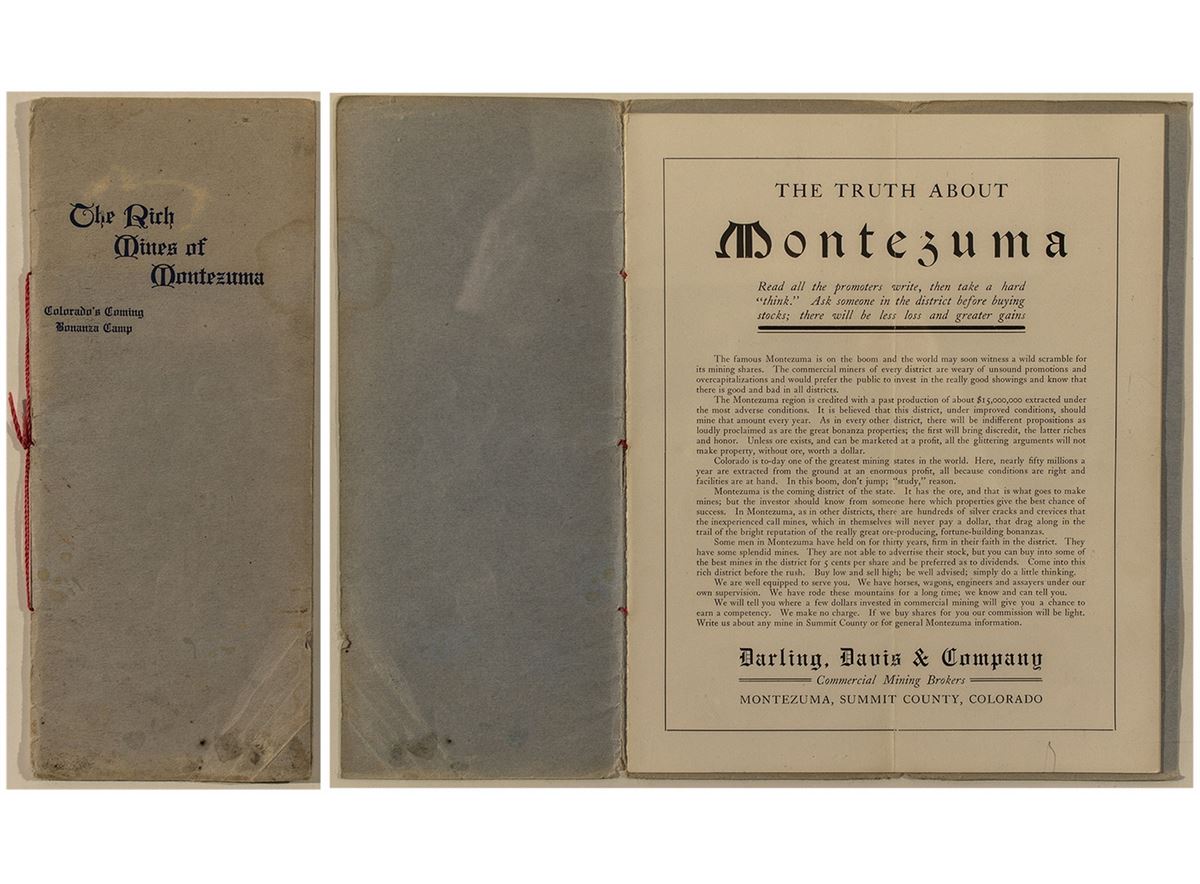 The Rich
Mines of
Montezuma
Colorado's Coming
Bonanza Camp
THE TRUTH ABOUT
Montezuma
Read all the promoters write, then take a hard
"think." Ask someone in the district before buying
stocks; there will be less loss and greater gains
The famous Montezuma is on the boom and the world may soon witness a wild scramble for
its mining shares. The commercial miners of every district are weary of unsound promotions and
overcapitalizations and would prefer the public to invest in the really good showings and know that
there is good and bad in all districts.
The Montezuma region is credited with a past production of about $15,000,000 extracted under
the most adverse conditions. It is believed that this district, under improved conditions, should
mine that amount every year. As in every other district, there will be indifferent propositions as
loudly proclaimed as are the great bonanza properties; the first will bring discredit, the latter riches
and honor. Unless ore exists, and can be marketed at a profit, all the glittering arguments will not
make property, without ore, worth a dollar.
Colorado is to-day one of the greatest mining states in the world. Here, nearly fifty millions a
year are extracted from the ground at an enormous profit, all because conditions are right and
facilities are at hand. In this boom, don't jump; "study," reason.
Montezuma is the coming district of the state. It has the ore, and that is what goes to make
mines; but the investor should know from someone here which properties give the best chance of
success. In Montezuma, as in other districts, there are hundreds of silver cracks and crevices that
the inexperienced call mines, which in themselves will never pay a dollar, that drag along in the
trail of the bright reputation of the really great ore-producing, fortune-building bonanzas.
Some men in Montezuma have held on for thirty years, firm in their faith in the district. They
have some splendid mines. They are not able to advertise their stock, but you can buy into some of
the best mines in the district for 5 cents per share and be preferred as to dividends. Come into this
rich district before the rush. Buy low and sell high; be well advised; simply do a little thinking.
We are well equipped to serve you. We have horses, wagons, engineers and assayers under our
own supervision. We have rode these mountains for a long time; we know and can tell you.
We will tell you where a few dollars invested in commercial mining will give you a chance to
earn a competency. We make no charge. If we buy shares for you our commission will be light.
Write us about any mine in Summit County or for general Montezuma information.
Darling, Davis & Company
Commercial Mining Brokers
MONTEZUMA, SUMMIT COUNTY, COLORADO